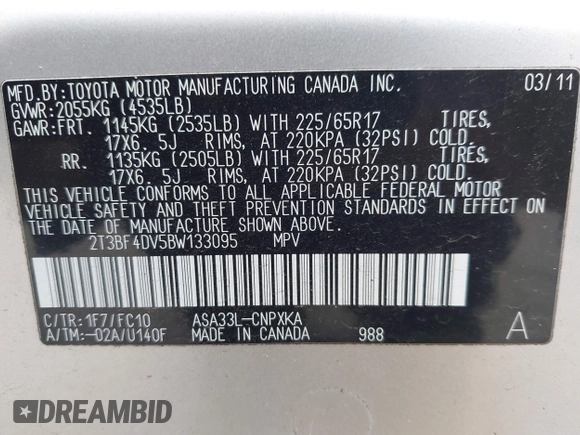 MFD.BY:TOYOTA MOTOR MANUFACTURING CANADA INC. 03/11
GVWR:2055KG (4535LB)
GAWR:FRT. 1145KG (2535LB) WITH 225/65R17 TIRES,
17X6. 5J RIMS, AT 220KPA (32PSI) COLD.
RR. 1135KG (2505LB) WITH 225/65R17 TIRES,
17X6. 5J RIMS, AT 220KPA (32PSI) COLD.
THIS VEHICLE CONFORMS TO ALL APPLICABLE FEDERAL MOTOR
VEHICLE SAFETY AND THEFT PREVENTION STANDARDS IN EFFECT ON
THE DATE OF MANUFACTURE SHOWN ABOVE.
2T3BF4DV5BW133095 MPV
C/TR:1F7/FC10 ASA33L-CNPXKA
A/TM:-02A/U140F MADE IN CANADA 988 A
DREAMBID